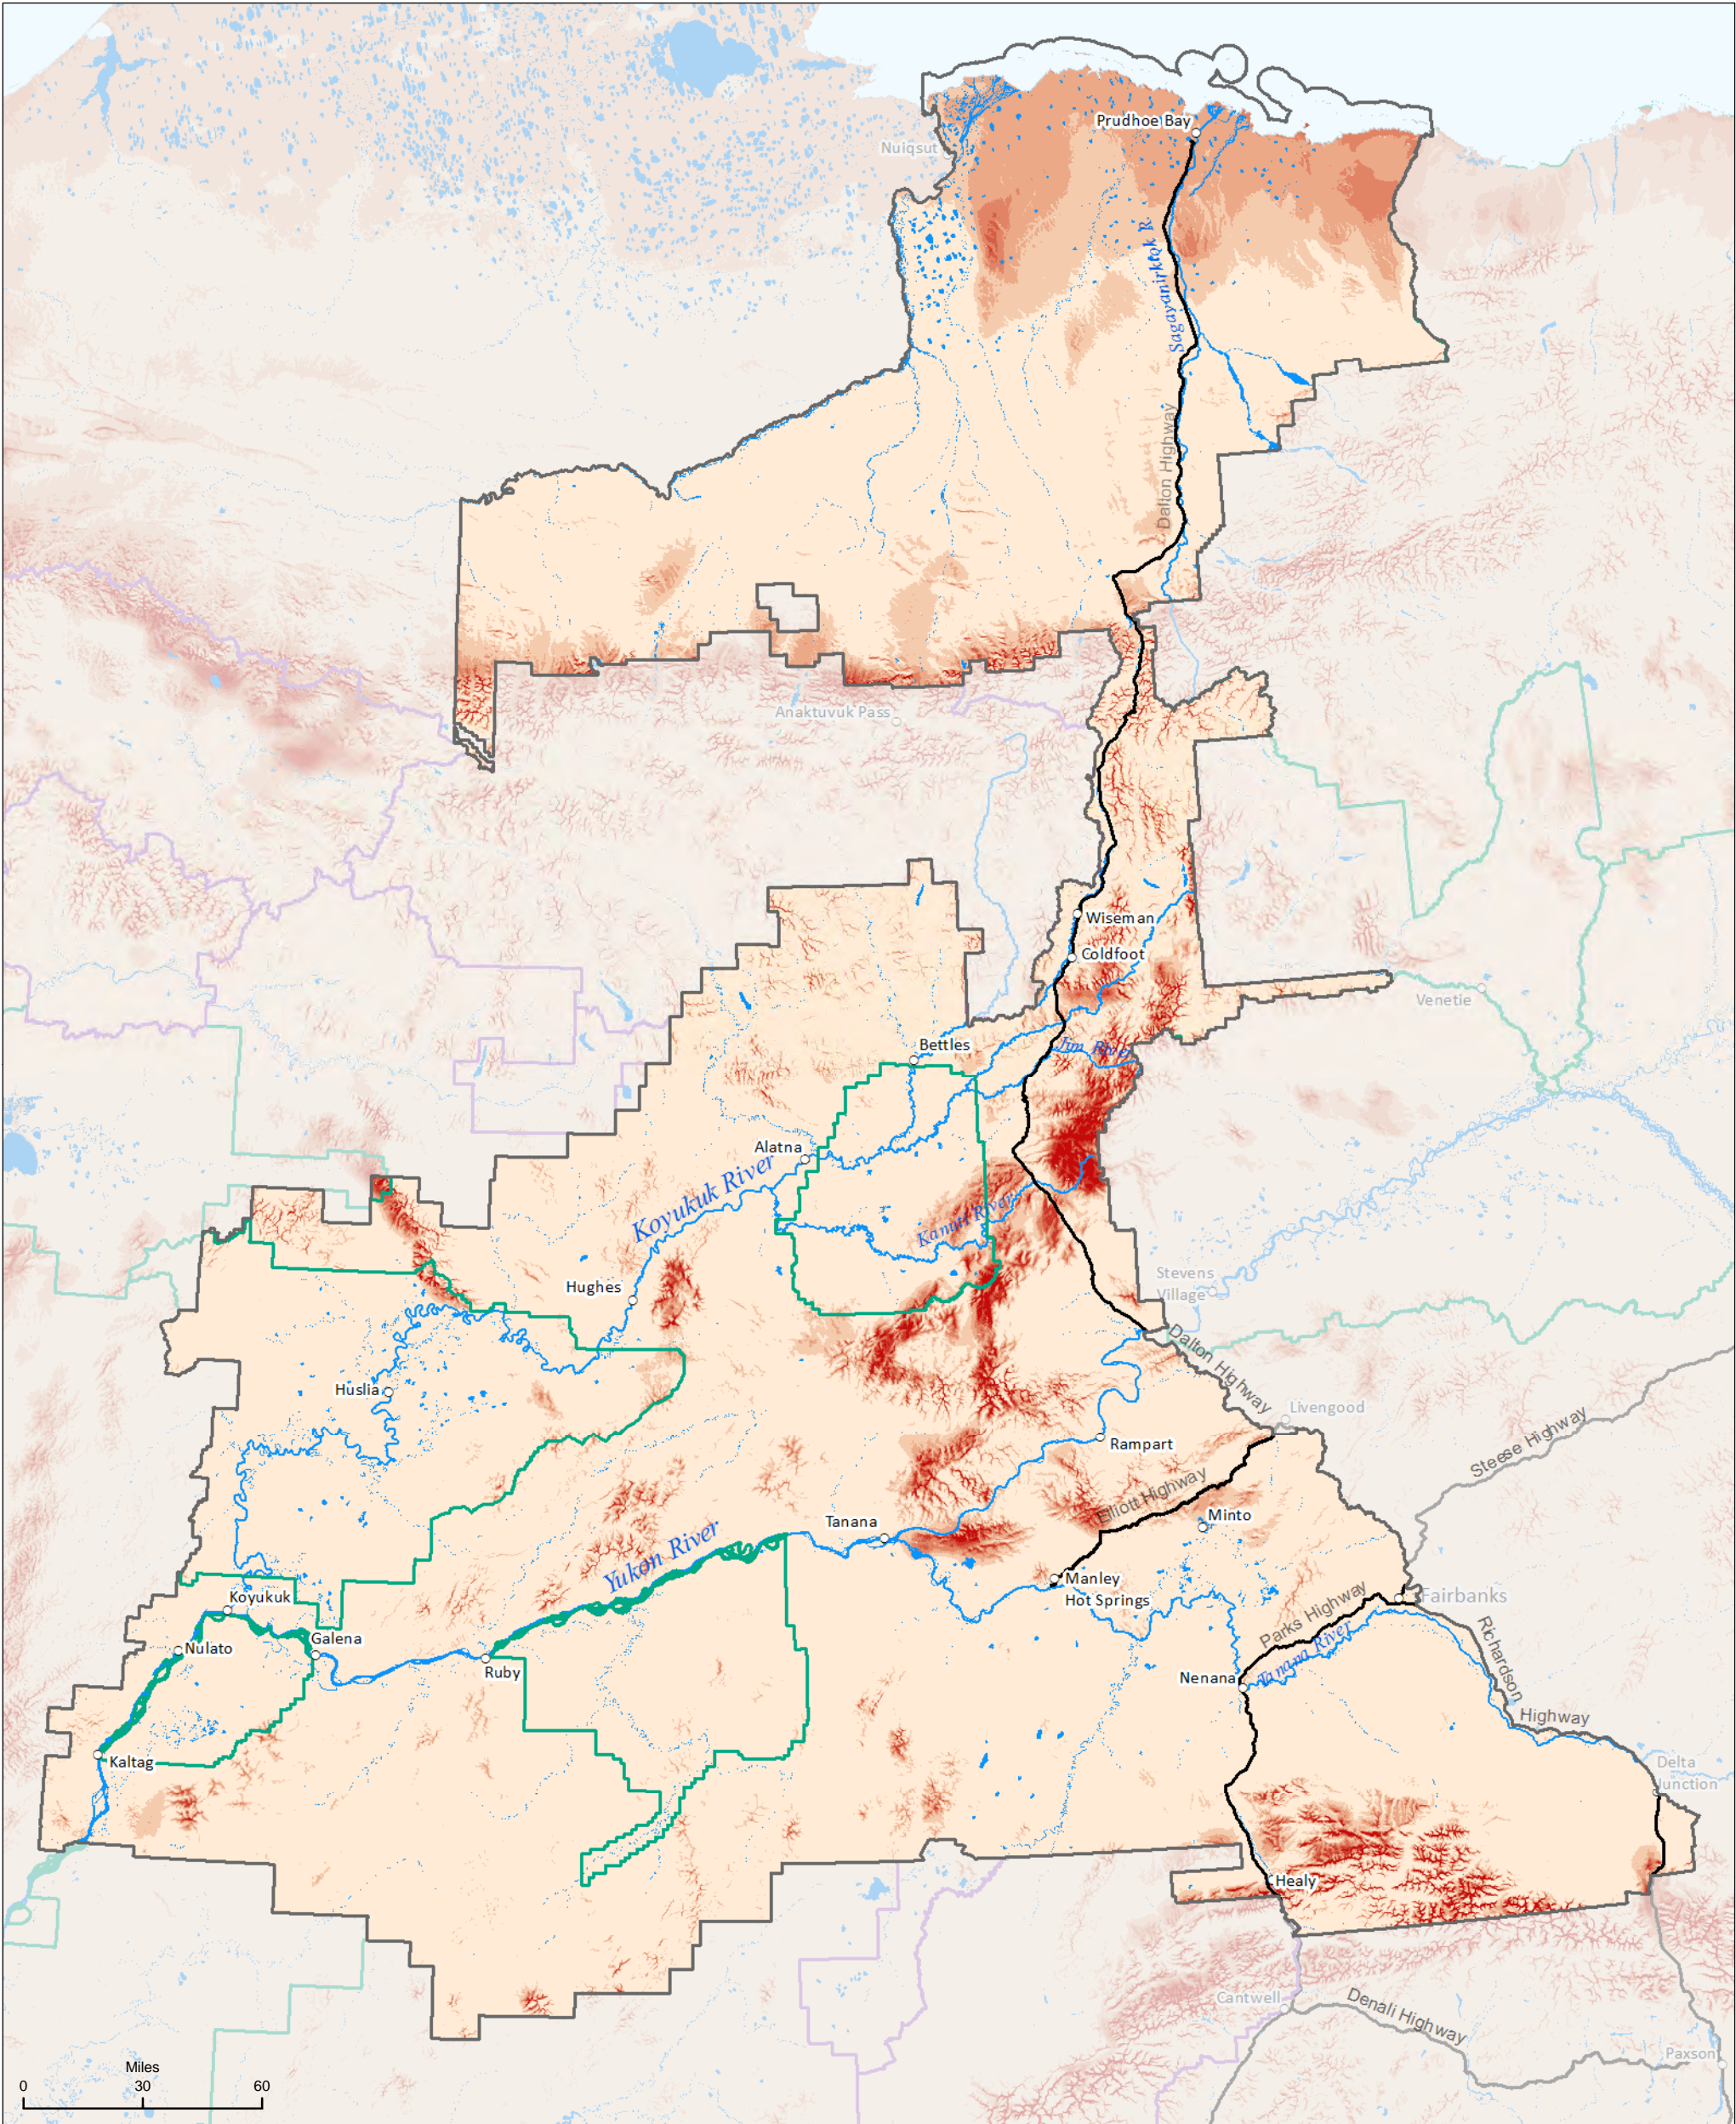 Prudhoe Bay
Nuiqsut
Sagavanirktok R.
Dalton Highway
Anaktuvuk Pass
Wiseman
Coldfoot
Venetie
Bettles
Jim River
Alatna
Koyukuk River
Kanuti River
Hughes
Stevens
Village
Dalton Highway
Huslia
Livengood
Steese Highway
Rampart
Elliott Highway
Minto
Tanana
Yukon River
Manley
Hot Springs
Koyukuk
Parks Highway
Fairbanks
Galena
Nulato
Ruby
Tanana River
Richardson
Highway
Nenana
Kaltag
Delta
Junction
Healy
Cantwell
Denali Highway
Paxson
Miles
0 30 60